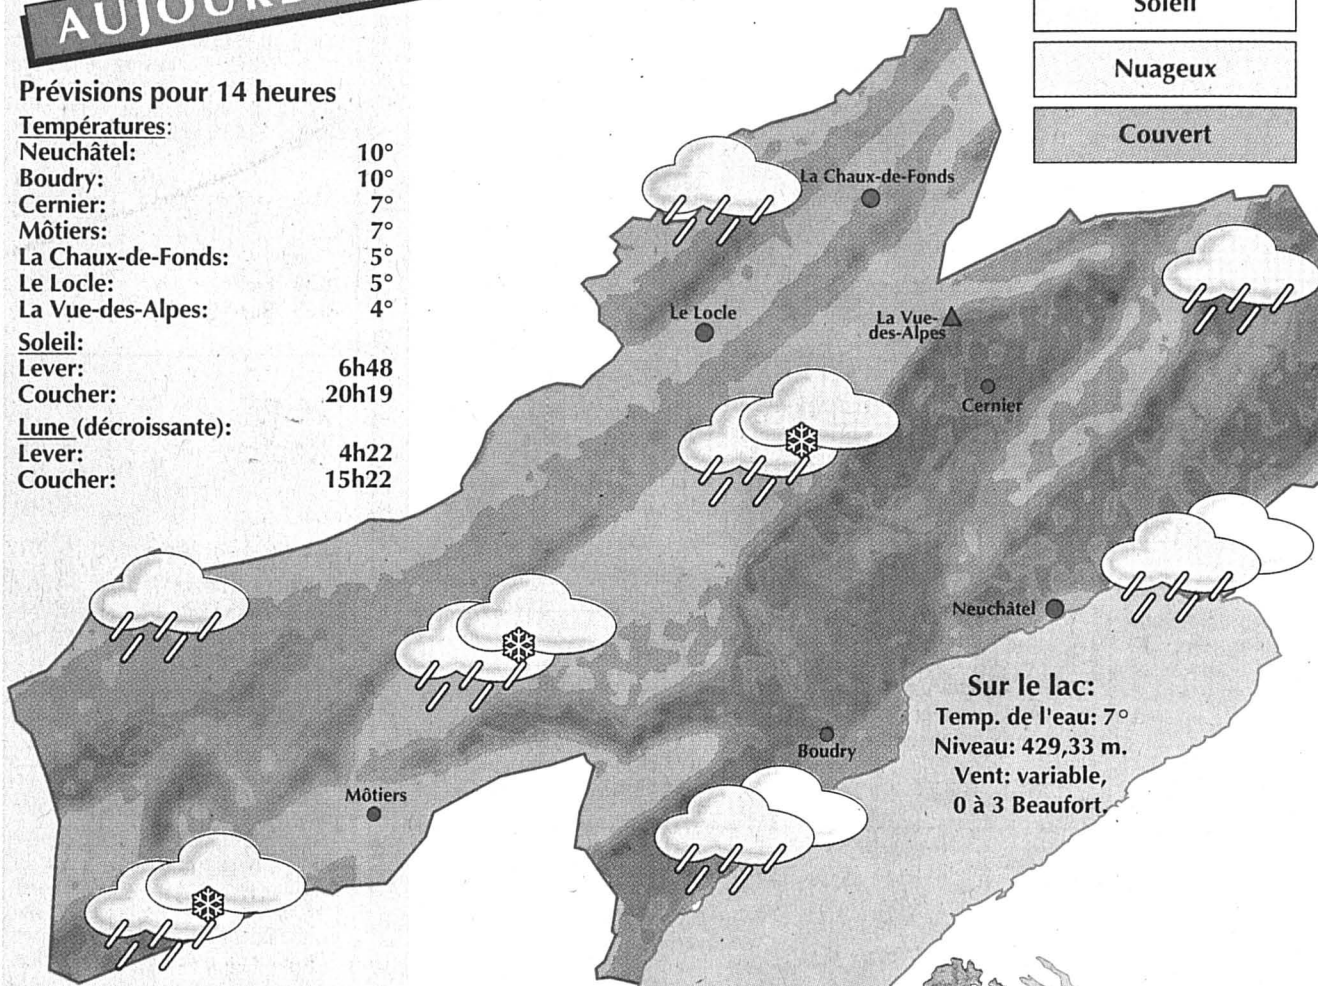 Prévisions pour 14 heures
Températures:
Neuchâtel: 10°
Boudry: 10°
Cernier: 7°
Môtiers: 7°
La Chaux-de-Fonds: 5°
Le Locle: 5°
La Vue-des-Alpes: 4°
Soleil:
Lever: 6h48
Coucher: 20h19
Lune (décroissante):
Lever: 4h22
Coucher: 15h22
Soleil
Nuageux
Couvert
La Chaux-de-Fonds
Le Locle
La Vue-
des-Alpes
Cernier
Neuchâtel
Boudry
Môtiers
Sur le lac:
Temp. de l'eau: 7°
Niveau: 429,33 m.
Vent: variable,
0 à 3 Beaufort.